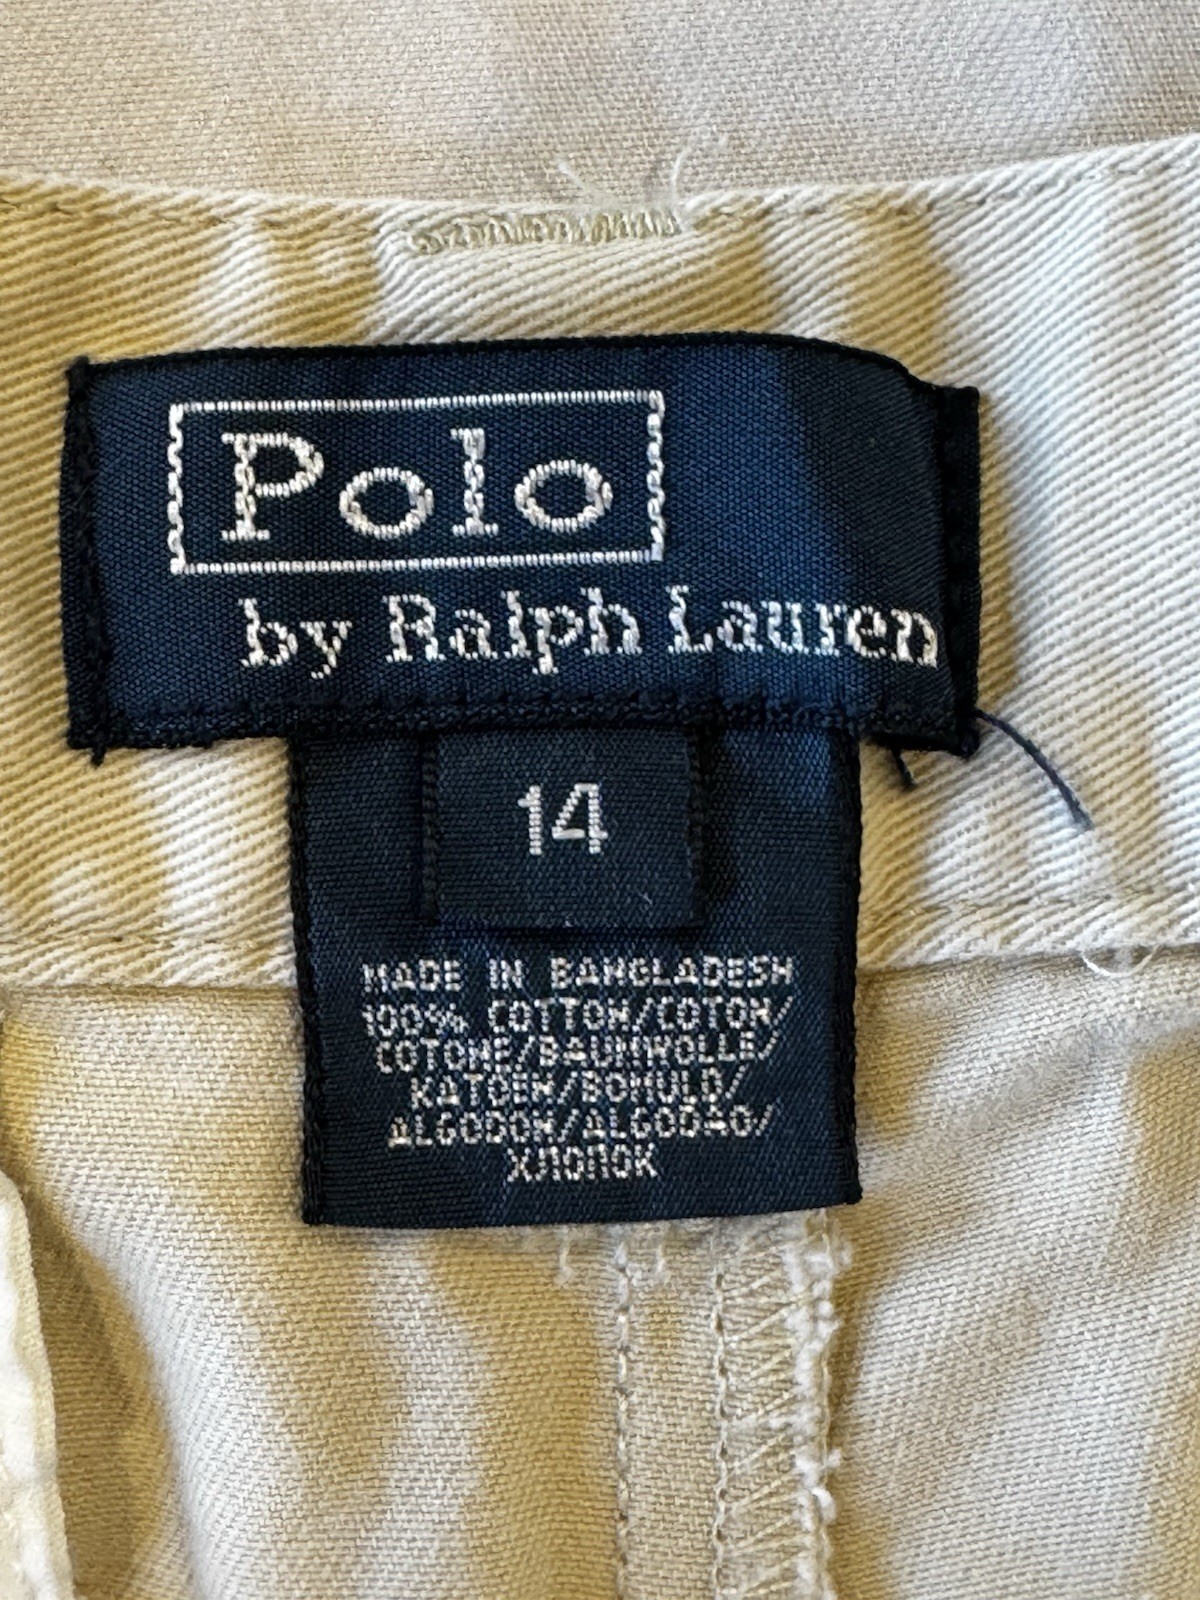 Polo
by Ralph Lauren
14
MADE IN BANGLADESH
100% COTTON/COTON/
COTONE/BAUMWOLLE/
KATOEN/BOMULD/
ALGODON/ALGODAO/
ХЛОПОК